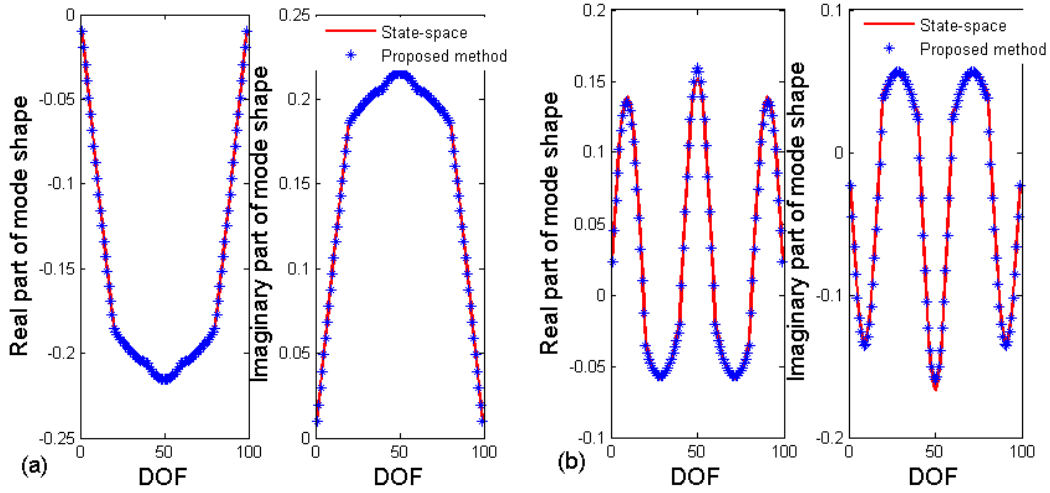 Real part of mode shape
0
-0.05
-0.1
-0.15
-0.2
-0.25
0 50 100
DOF
(a)
Imaginary part of mode shape
0.25
0.2
0.15
0.1
0.05
0
0 50 100
DOF
State-space
Proposed method
Real part of mode shape
0.2
0.15
0.1
0.05
0
-0.05
-0.1
0 50 100
DOF
(b)
Imaginary part of mode shape
0.1
0
-0.1
-0.2
0 50 100
DOF
State-space
Proposed method